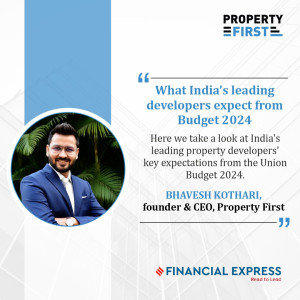 PROPERTY
FIRST
“
What India's leading
developers expect from
Budget 2024
Here we take a look at India's
leading property developers'
key expectations from the Union
Budget 2024.
BHAVESH KOTHARI,
founder & CEO, Property First
”
FINANCIAL EXPRESS
Read to Lead